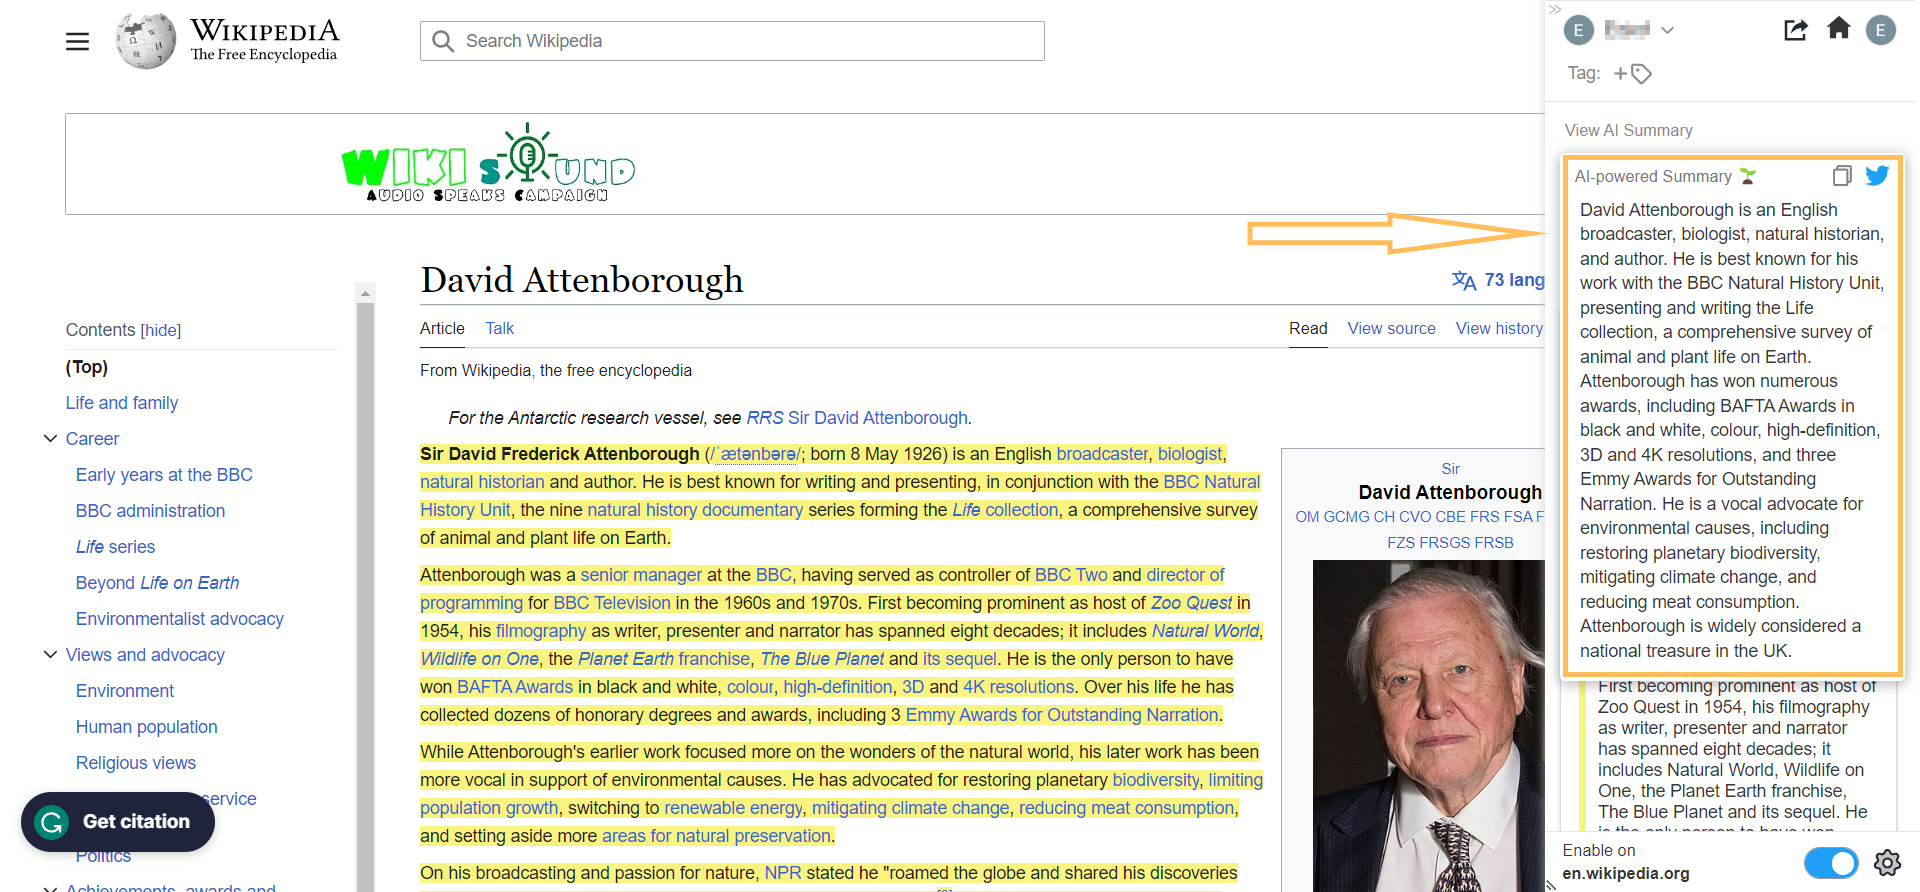 WIKIPEDIA
The Free Encyclopedia
Search Wikipedia
WIKI SOUND
AUDIO SPEAKS CAMPAIGN
David Attenborough
73 lang
Contents [hide]
(Top)
Life and family
Career
Early years at the BBC
BBC administration
Life series
Beyond Life on Earth
Environmentalist advocacy
Views and advocacy
Environment
Human population
Religious views
service
Politics
Achievements, awards and
Get citation
Article Talk
Read View source View history
From Wikipedia, the free encyclopedia
For the Antarctic research vessel, see RRS Sir David Attenborough.
Sir David Frederick Attenborough (/ˈætənbərə/; born 8 May 1926) is an English broadcaster, biologist,
natural historian and author. He is best known for writing and presenting, in conjunction with the BBC Natural
History Unit, the nine natural history documentary series forming the Life collection, a comprehensive survey
of animal and plant life on Earth.
Attenborough was a senior manager at the BBC, having served as controller of BBC Two and director of
programming for BBC Television in the 1960s and 1970s. First becoming prominent as host of Zoo Quest in
1954, his filmography as writer, presenter and narrator has spanned eight decades; it includes Natural World,
Wildlife on One, the Planet Earth franchise, The Blue Planet and its sequel. He is the only person to have
won BAFTA Awards in black and white, colour, high-definition, 3D and 4K resolutions. Over his life he has
collected dozens of honorary degrees and awards, including 3 Emmy Awards for Outstanding Narration.
While Attenborough's earlier work focused more on the wonders of the natural world, his later work has been
more vocal in support of environmental causes. He has advocated for restoring planetary biodiversity, limiting
population growth, switching to renewable energy, mitigating climate change, reducing meat consumption,
and setting aside more areas for natural preservation.
On his broadcasting and passion for nature, NPR stated he "roamed the globe and shared his discoveries
Sir
David Attenborough
OM GCMG CH CVO CBE FRS FSA F
FZS FRSGS FRSB
E
E
Tag: +
View AI Summary
AI-powered Summary
David Attenborough is an English
broadcaster, biologist, natural historian,
and author. He is best known for his
work with the BBC Natural History Unit,
presenting and writing the Life
collection, a comprehensive survey of
animal and plant life on Earth.
Attenborough has won numerous
awards, including BAFTA Awards in
black and white, colour, high-definition,
3D and 4K resolutions, and three
Emmy Awards for Outstanding
Narration. He is a vocal advocate for
environmental causes, including
restoring planetary biodiversity,
mitigating climate change, and
reducing meat consumption.
Attenborough is widely considered a
national treasure in the UK.
First becoming prominent as host of
Zoo Quest in 1954, his filmography
as writer, presenter and narrator
has spanned eight decades; it
includes Natural World, Wildlife on
One, the Planet Earth franchise,
The Blue Planet and its sequel. He
is the only person to have won
Enable on
en.wikipedia.org